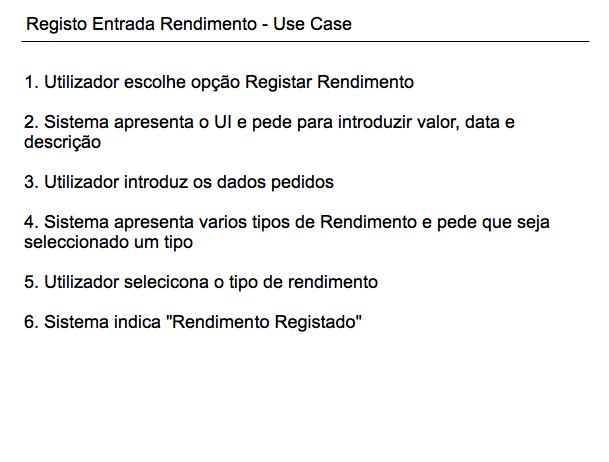 Registo Entrada Rendimento - Use Case
1. Utilizador escolhe opção Registar Rendimento
2. Sistema apresenta o UI e pede para introduzir valor, data e
descrição
3. Utilizador introduz os dados pedidos
4. Sistema apresenta varios tipos de Rendimento e pede que seja
seleccionado um tipo
5. Utilizador selecicona o tipo de rendimento
6. Sistema indica "Rendimento Registado"